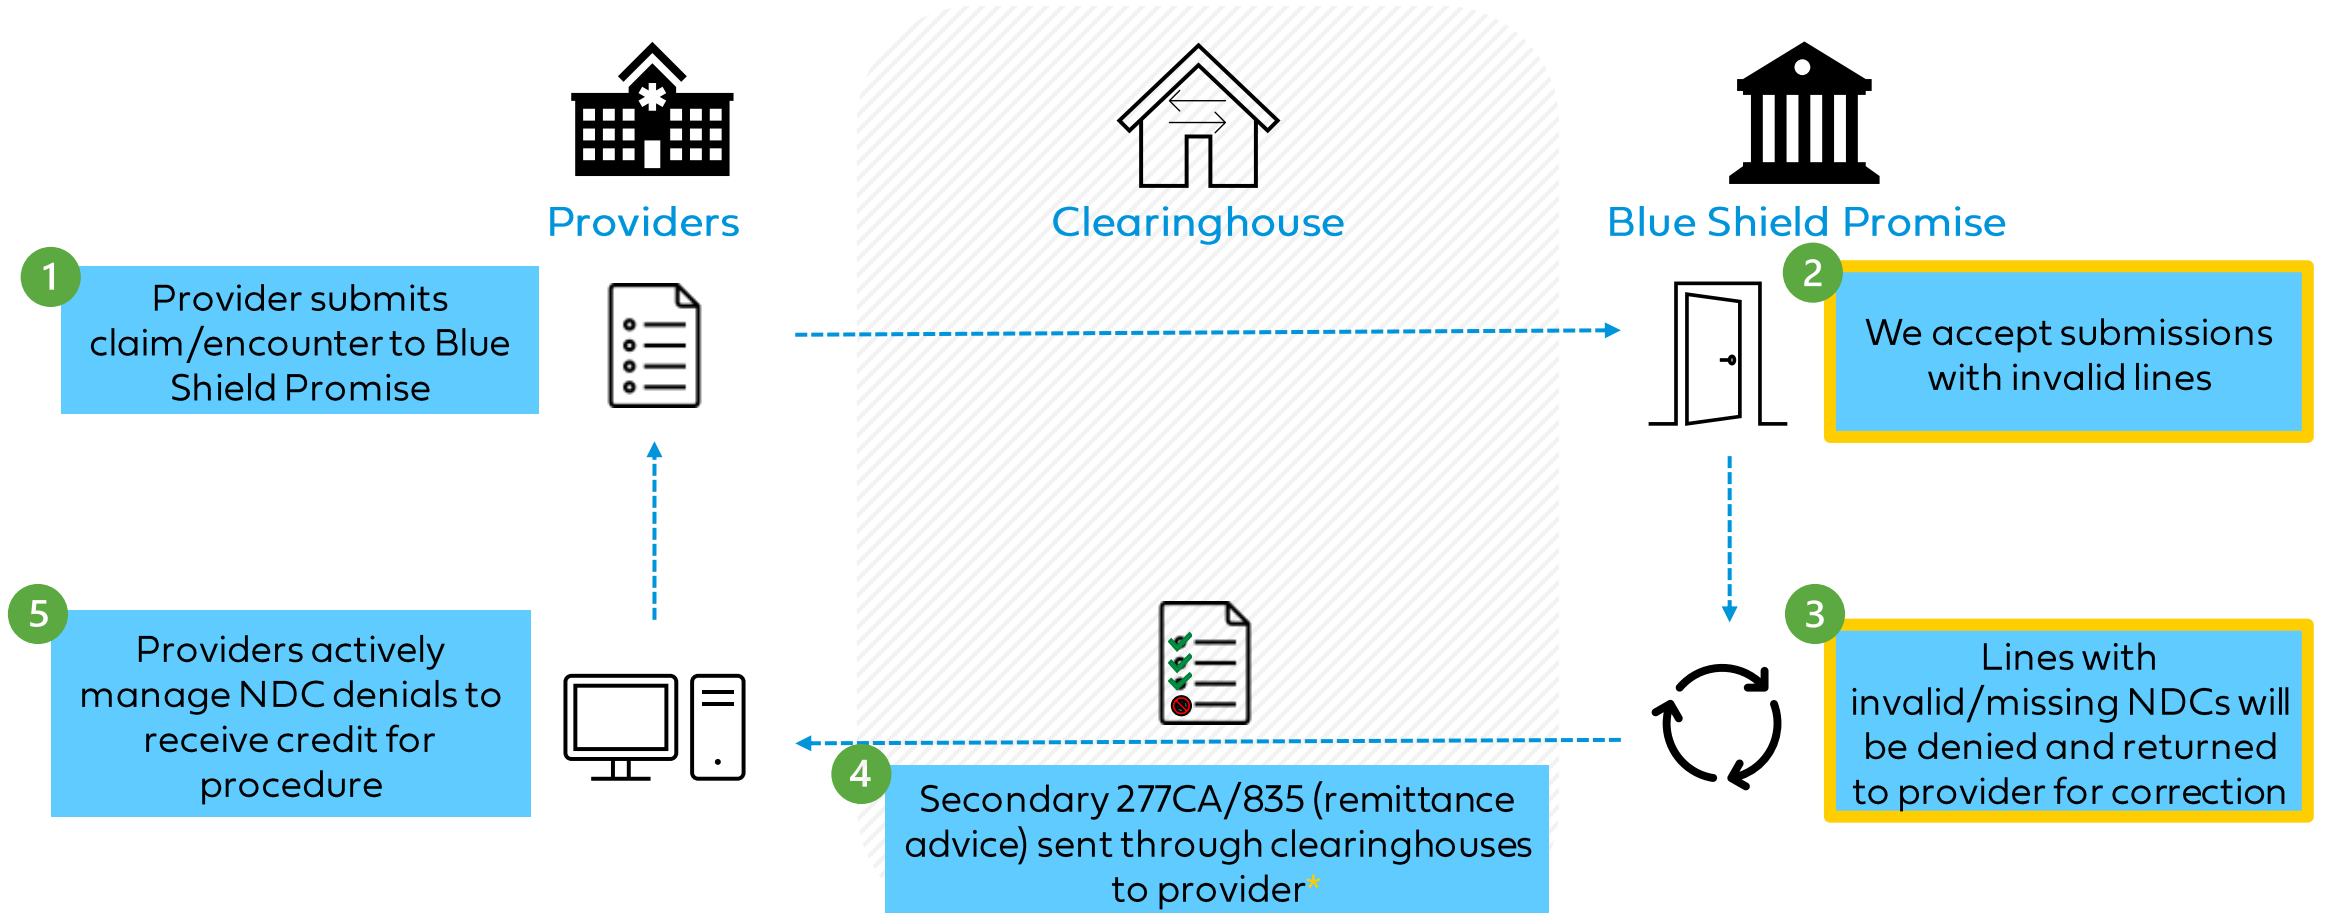 Providers
Clearinghouse
Blue Shield Promise
1
Provider submits
claim/encounter to Blue
Shield Promise
2
We accept submissions
with invalid lines
3
Lines with
invalid/missing NDCs will
be denied and returned
to provider for correction
4
Secondary 277CA/835 (remittance
advice) sent through clearinghouses
to provider*
5
Providers actively
manage NDC denials to
receive credit for
procedure